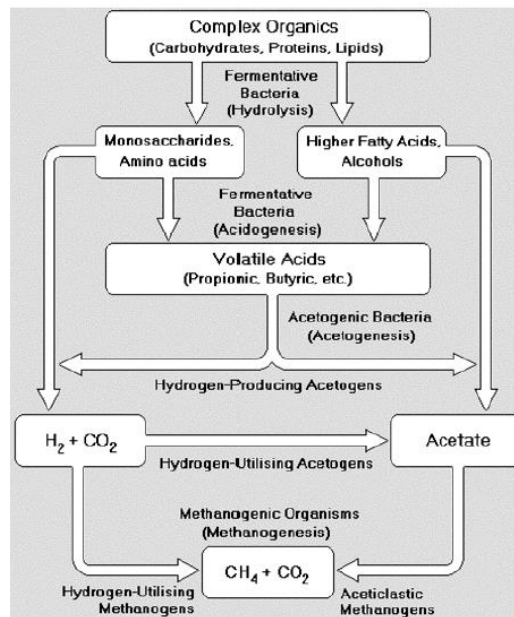 Complex Organics
(Carbohydrates, Proteins, Lipids)
Fermentative
Bacteria
(Hydrolysis)
Monosaccharides,
Amino acids
Higher Fatty Acids,
Alcohols
Fermentative
Bacteria
(Acidogenesis)
Volatile Acids
(Propionic, Butyric, etc.)
Acetogenic Bacteria
(Acetogenesis)
Hydrogen-Producing Acetogens
H₂ + CO₂
Acetate
Hydrogen-Utilising Acetogens
Methanogenic Organisms
(Methanogenesis)
CH₄ + CO₂
Hydrogen-Utilising
Methanogens
Aceticlastic
Methanogens